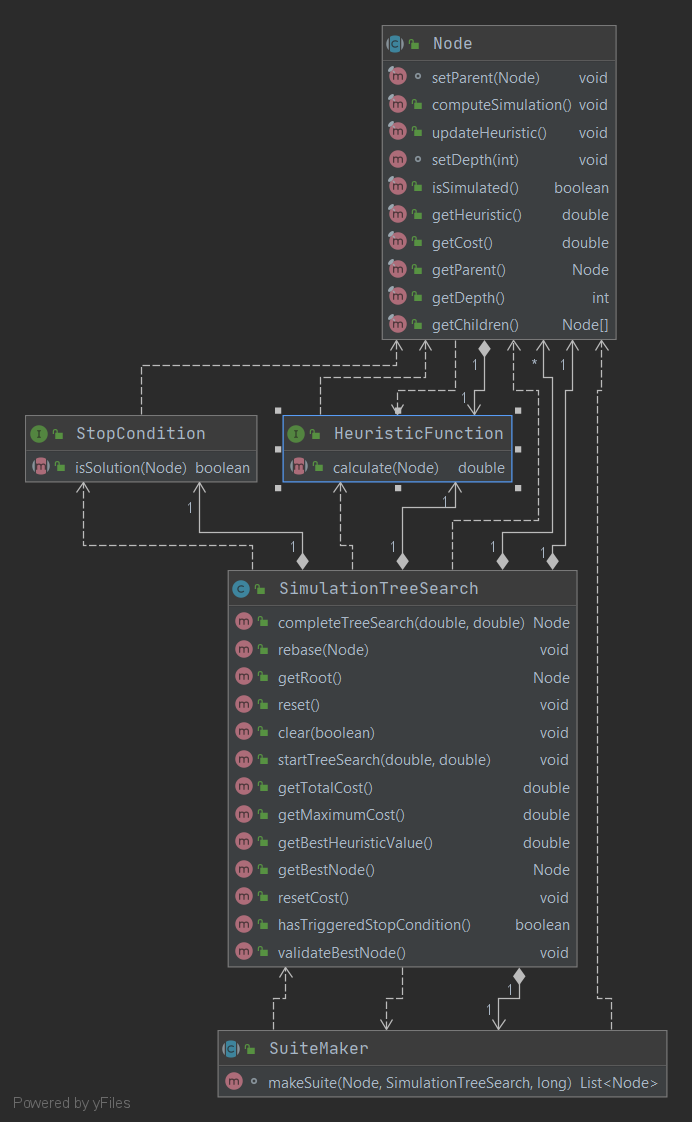 Node
setParent(Node) void
computeSimulation() void
updateHeuristic() void
setDepth(int) void
isSimulated() boolean
getHeuristic() double
getCost() double
getParent() Node
getDepth() int
getChildren() Node[]
1
*
1
1
StopCondition
isSolution(Node) boolean
HeuristicFunction
calculate(Node) double
1
1
1
1
1
1
SimulationTreeSearch
completeTreeSearch(double, double) Node
rebase(Node) void
getRoot() Node
reset() void
clear(boolean) void
startTreeSearch(double, double) void
getTotalCost() double
getMaximumCost() double
getBestHeuristicValue() double
getBestNode() Node
resetCost() void
hasTriggeredStopCondition() boolean
validateBestNode() void
1
1
SuiteMaker
makeSuite(Node, SimulationTreeSearch, long) List<Node>
Powered by yFiles